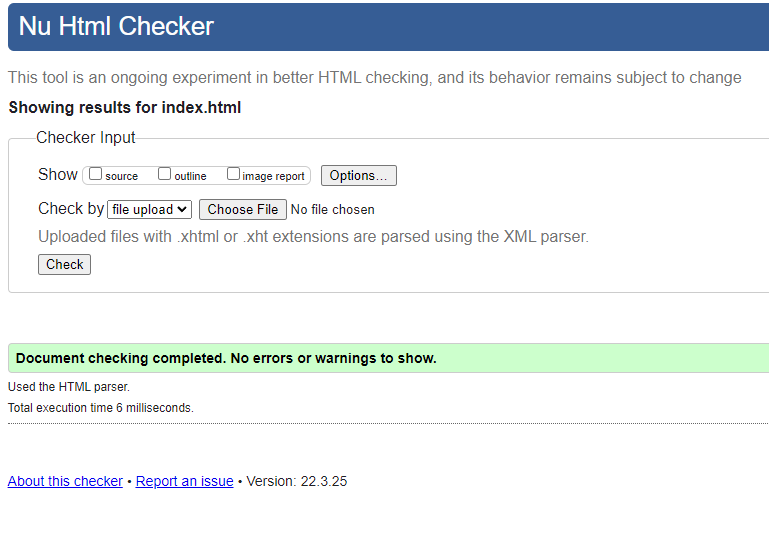 Nu Html Checker
This tool is an ongoing experiment in better HTML checking, and its behavior remains subject to change
Showing results for index.html
Checker Input
Show source outline image report Options...
Check by file upload Choose File No file chosen
Uploaded files with .xhtml or .xht extensions are parsed using the XML parser.
Check
Document checking completed. No errors or warnings to show.
Used the HTML parser.
Total execution time 6 milliseconds.
About this checker • Report an issue • Version: 22.3.25